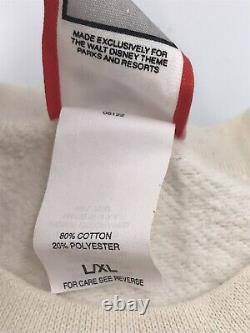 MADE EXCLUSIVELY FOR
THE WALT DISNEY THEME
PARKS AND RESORTS
08122
80% COTTON
20% POLYESTER
L/XL
FOR CARE SEE REVERSE